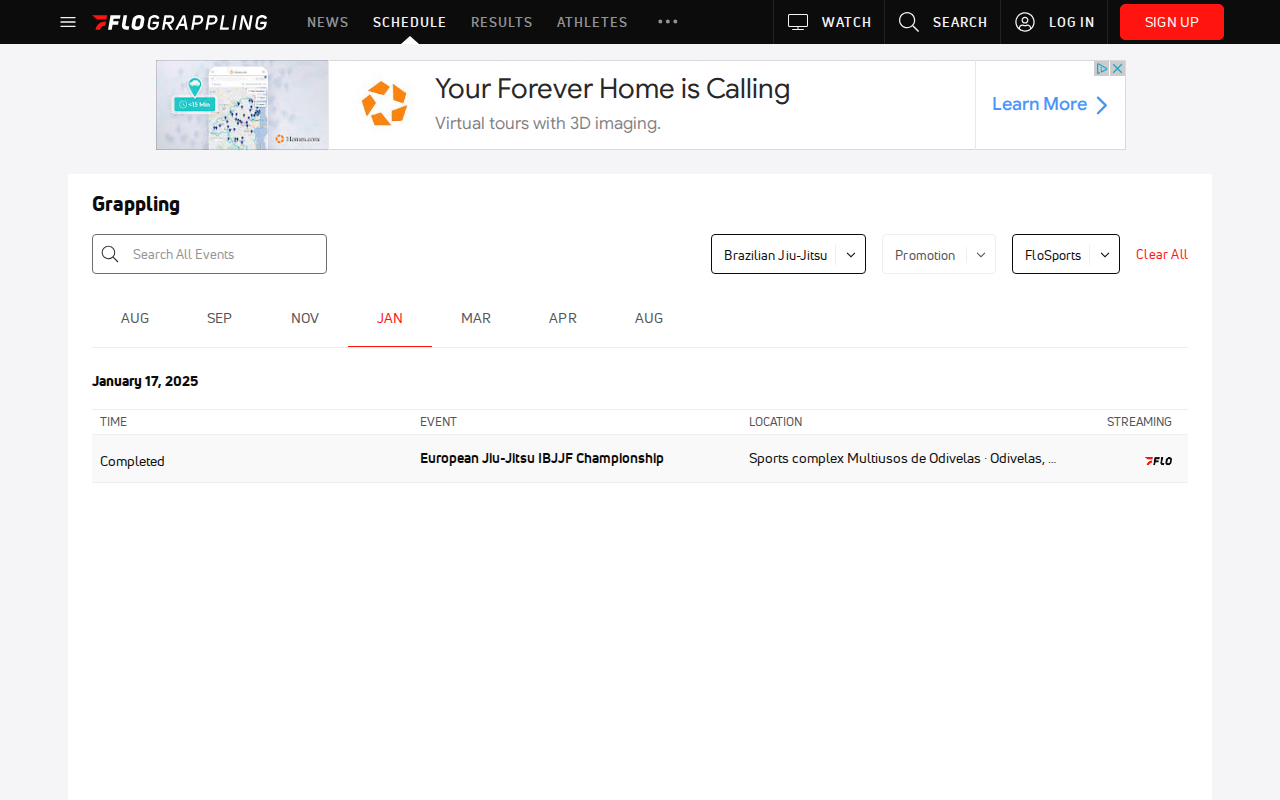 FLOGRAPPLING NEWS SCHEDULE RESULTS ATHLETES WATCH SEARCH LOG IN SIGN UP
<15 Min
Homes.com
Your Forever Home is Calling
Virtual tours with 3D imaging.
Learn More
Grappling
Search All Events Brazilian Jiu-Jitsu Promotion FloSports Clear All
AUG SEP NOV JAN MAR APR AUG
January 17, 2025
TIME EVENT LOCATION STREAMING
Completed European Jiu-Jitsu IBJJF Championship Sports complex Multiusos de Odivelas · Odivelas, ... FLO